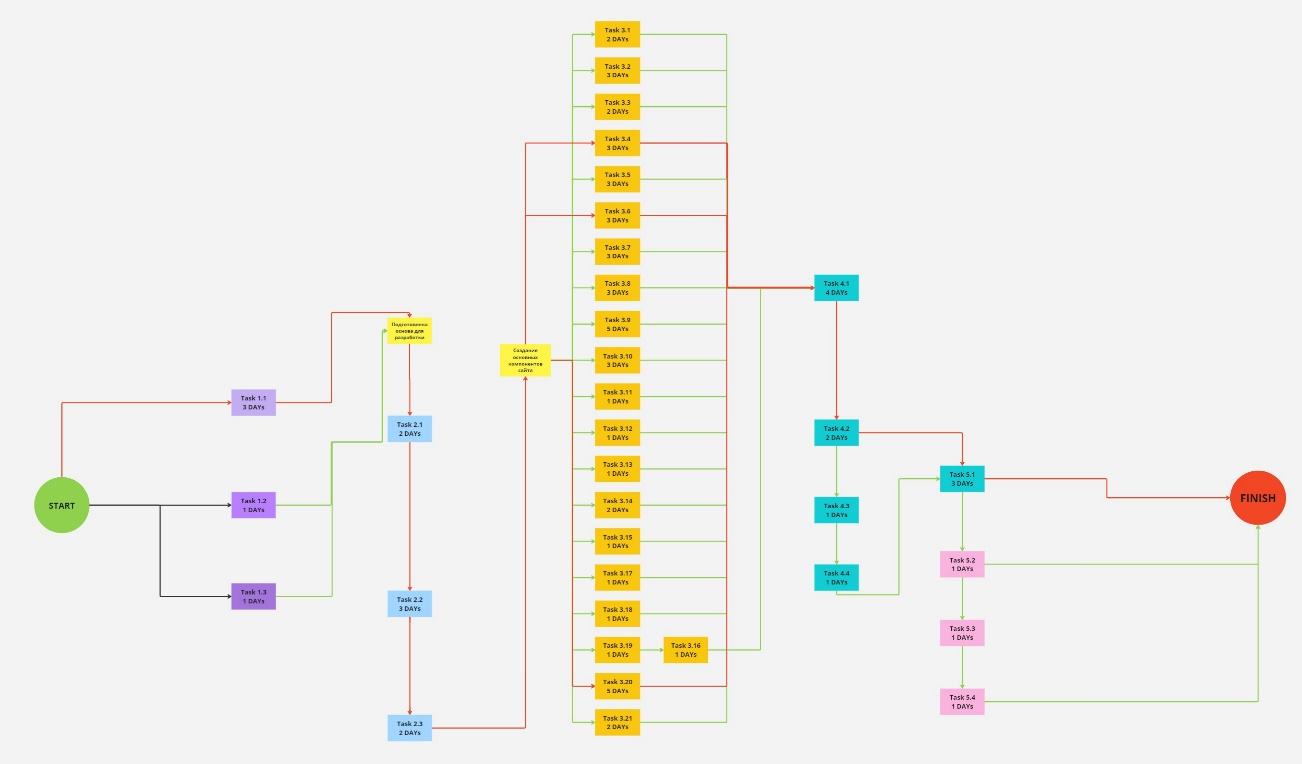 START
Task 1.1
3 DAYs
Task 1.2
1 DAYs
Task 1.3
1 DAYs
Подготовенна
основа для
разработки
Task 2.1
2 DAYs
Task 2.2
3 DAYs
Task 2.3
2 DAYs
Создание
основных
компонентов
сайта
Task 3.1
2 DAYs
Task 3.2
3 DAYs
Task 3.3
2 DAYs
Task 3.4
3 DAYs
Task 3.5
3 DAYs
Task 3.6
3 DAYs
Task 3.7
3 DAYs
Task 3.8
3 DAYs
Task 3.9
5 DAYs
Task 3.10
3 DAYs
Task 3.11
1 DAYs
Task 3.12
1 DAYs
Task 3.13
1 DAYs
Task 3.14
2 DAYs
Task 3.15
1 DAYs
Task 3.17
1 DAYs
Task 3.18
1 DAYs
Task 3.19
1 DAYs
Task 3.16
1 DAYs
Task 3.20
5 DAYs
Task 3.21
2 DAYs
Task 4.1
4 DAYs
Task 4.2
2 DAYs
Task 4.3
1 DAYs
Task 4.4
1 DAYs
Task 5.1
3 DAYs
Task 5.2
1 DAYs
Task 5.3
1 DAYs
Task 5.4
1 DAYs
FINISH